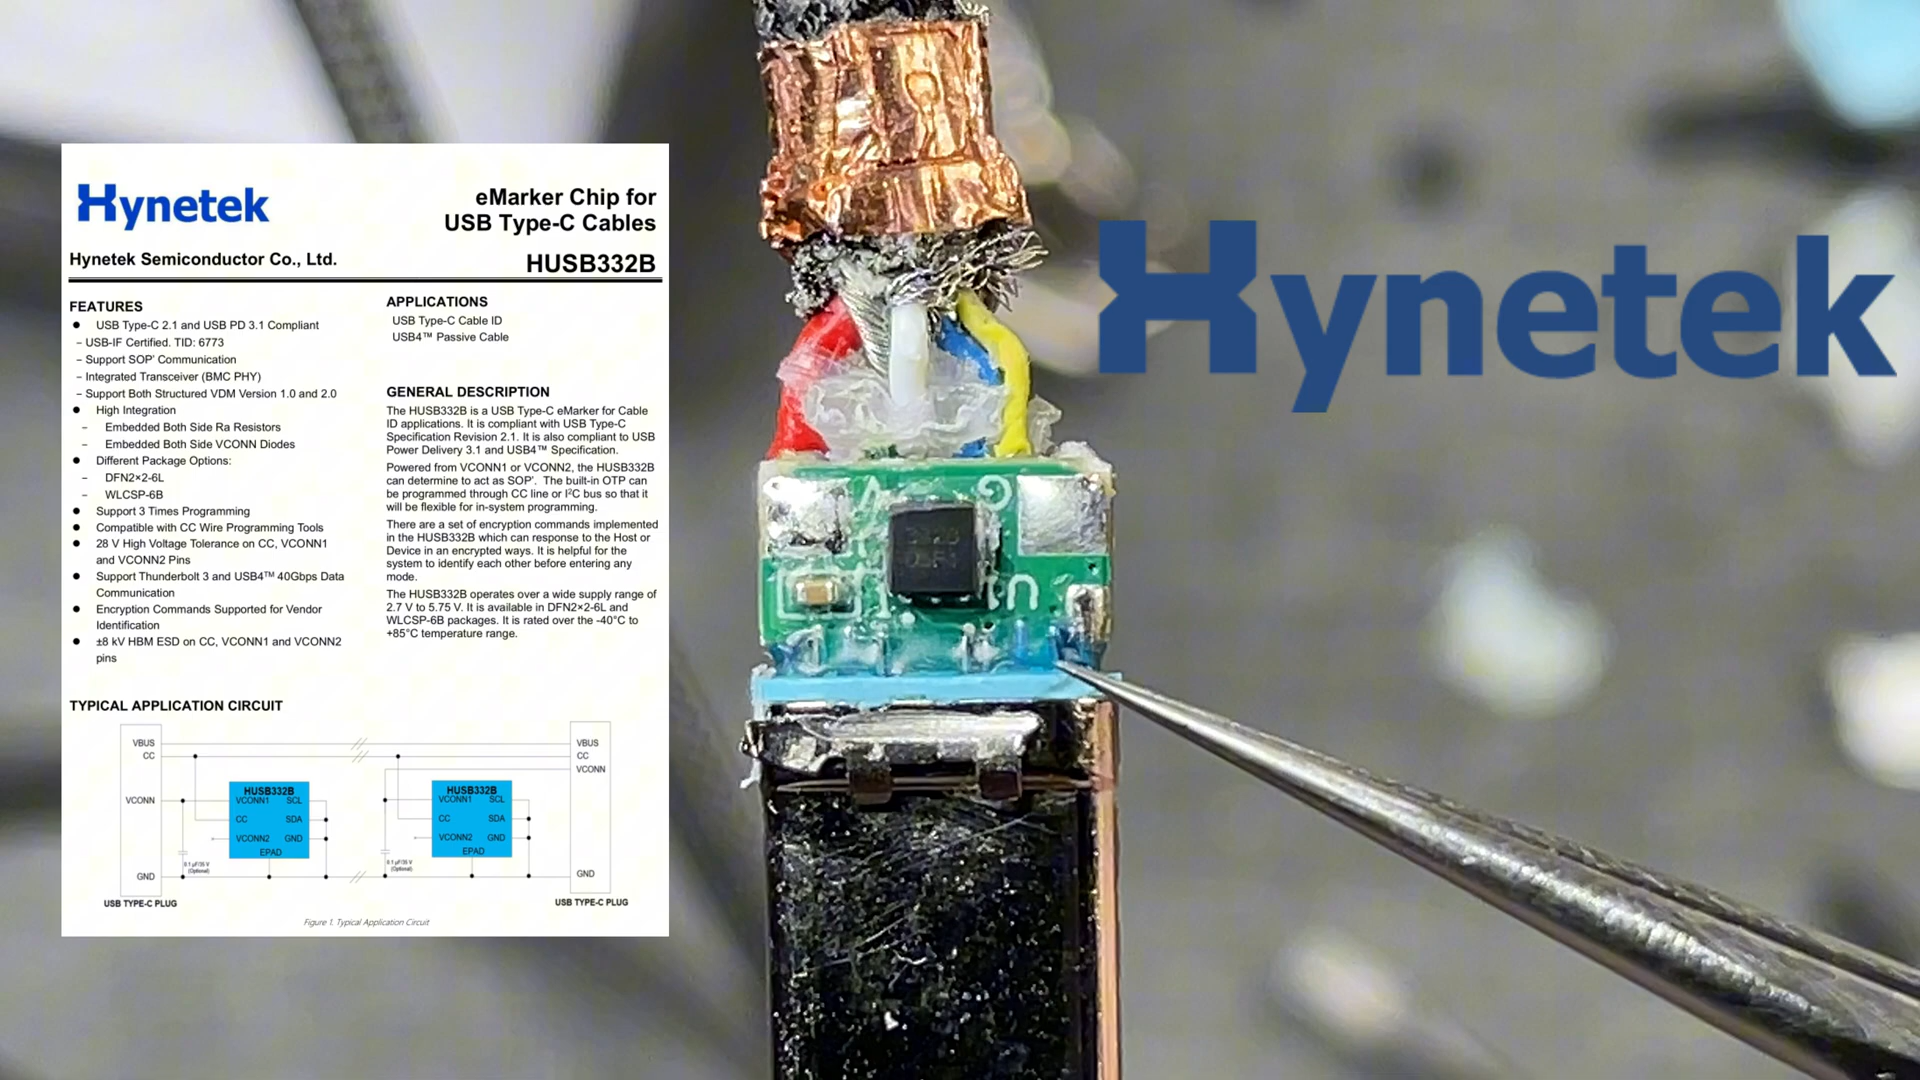 Hynetek
eMarker Chip for
USB Type-C Cables
Hynetek Semiconductor Co., Ltd.
HUSB332B
FEATURES
● USB Type-C 2.1 and USB PD 3.1 Compliant
– USB-IF Certified. TID: 6773
– Support SOP' Communication
– Integrated Transceiver (BMC PHY)
– Support Both Structured VDM Version 1.0 and 2.0
● High Integration
– Embedded Both Side Ra Resistors
– Embedded Both Side VCONN Diodes
● Different Package Options:
– DFN2×2-6L
– WLCSP-6B
● Support 3 Times Programming
● Compatible with CC Wire Programming Tools
● 28 V High Voltage Tolerance on CC, VCONN1
and VCONN2 Pins
● Support Thunderbolt 3 and USB4™ 40Gbps Data
Communication
● Encryption Commands Supported for Vendor
Identification
● ±8 kV HBM ESD on CC, VCONN1 and VCONN2
pins
APPLICATIONS
USB Type-C Cable ID
USB4™ Passive Cable
GENERAL DESCRIPTION
The HUSB332B is a USB Type-C eMarker for Cable
ID applications. It is compliant with USB Type-C
Specification Revision 2.1. It is also compliant to USB
Power Delivery 3.1 and USB4™ Specification.
Powered from VCONN1 or VCONN2, the HUSB332B
can determine to act as SOP'. The built-in OTP can
be programmed through CC line or I²C bus so that it
will be flexible for in-system programming.
There are a set of encryption commands implemented
in the HUSB332B which can response to the Host or
Device in an encrypted ways. It is helpful for the
system to identify each other before entering any
mode.
The HUSB332B operates over a wide supply range of
2.7 V to 5.75 V. It is available in DFN2×2-6L and
WLCSP-6B packages. It is rated over the -40°C to
+85°C temperature range.
TYPICAL APPLICATION CIRCUIT
VBUS
CC
VCONN
GND
HUSB332B
VCONN1 SCL
CC SDA
VCONN2 GND
EPAD
0.1 μF/35 V
(Optional)
HUSB332B
VCONN1 SCL
CC SDA
VCONN2 GND
EPAD
0.1 μF/35 V
(Optional)
VBUS
CC
VCONN
GND
USB TYPE-C PLUG
USB TYPE-C PLUG
Figure 1. Typical Application Circuit
Hynetek